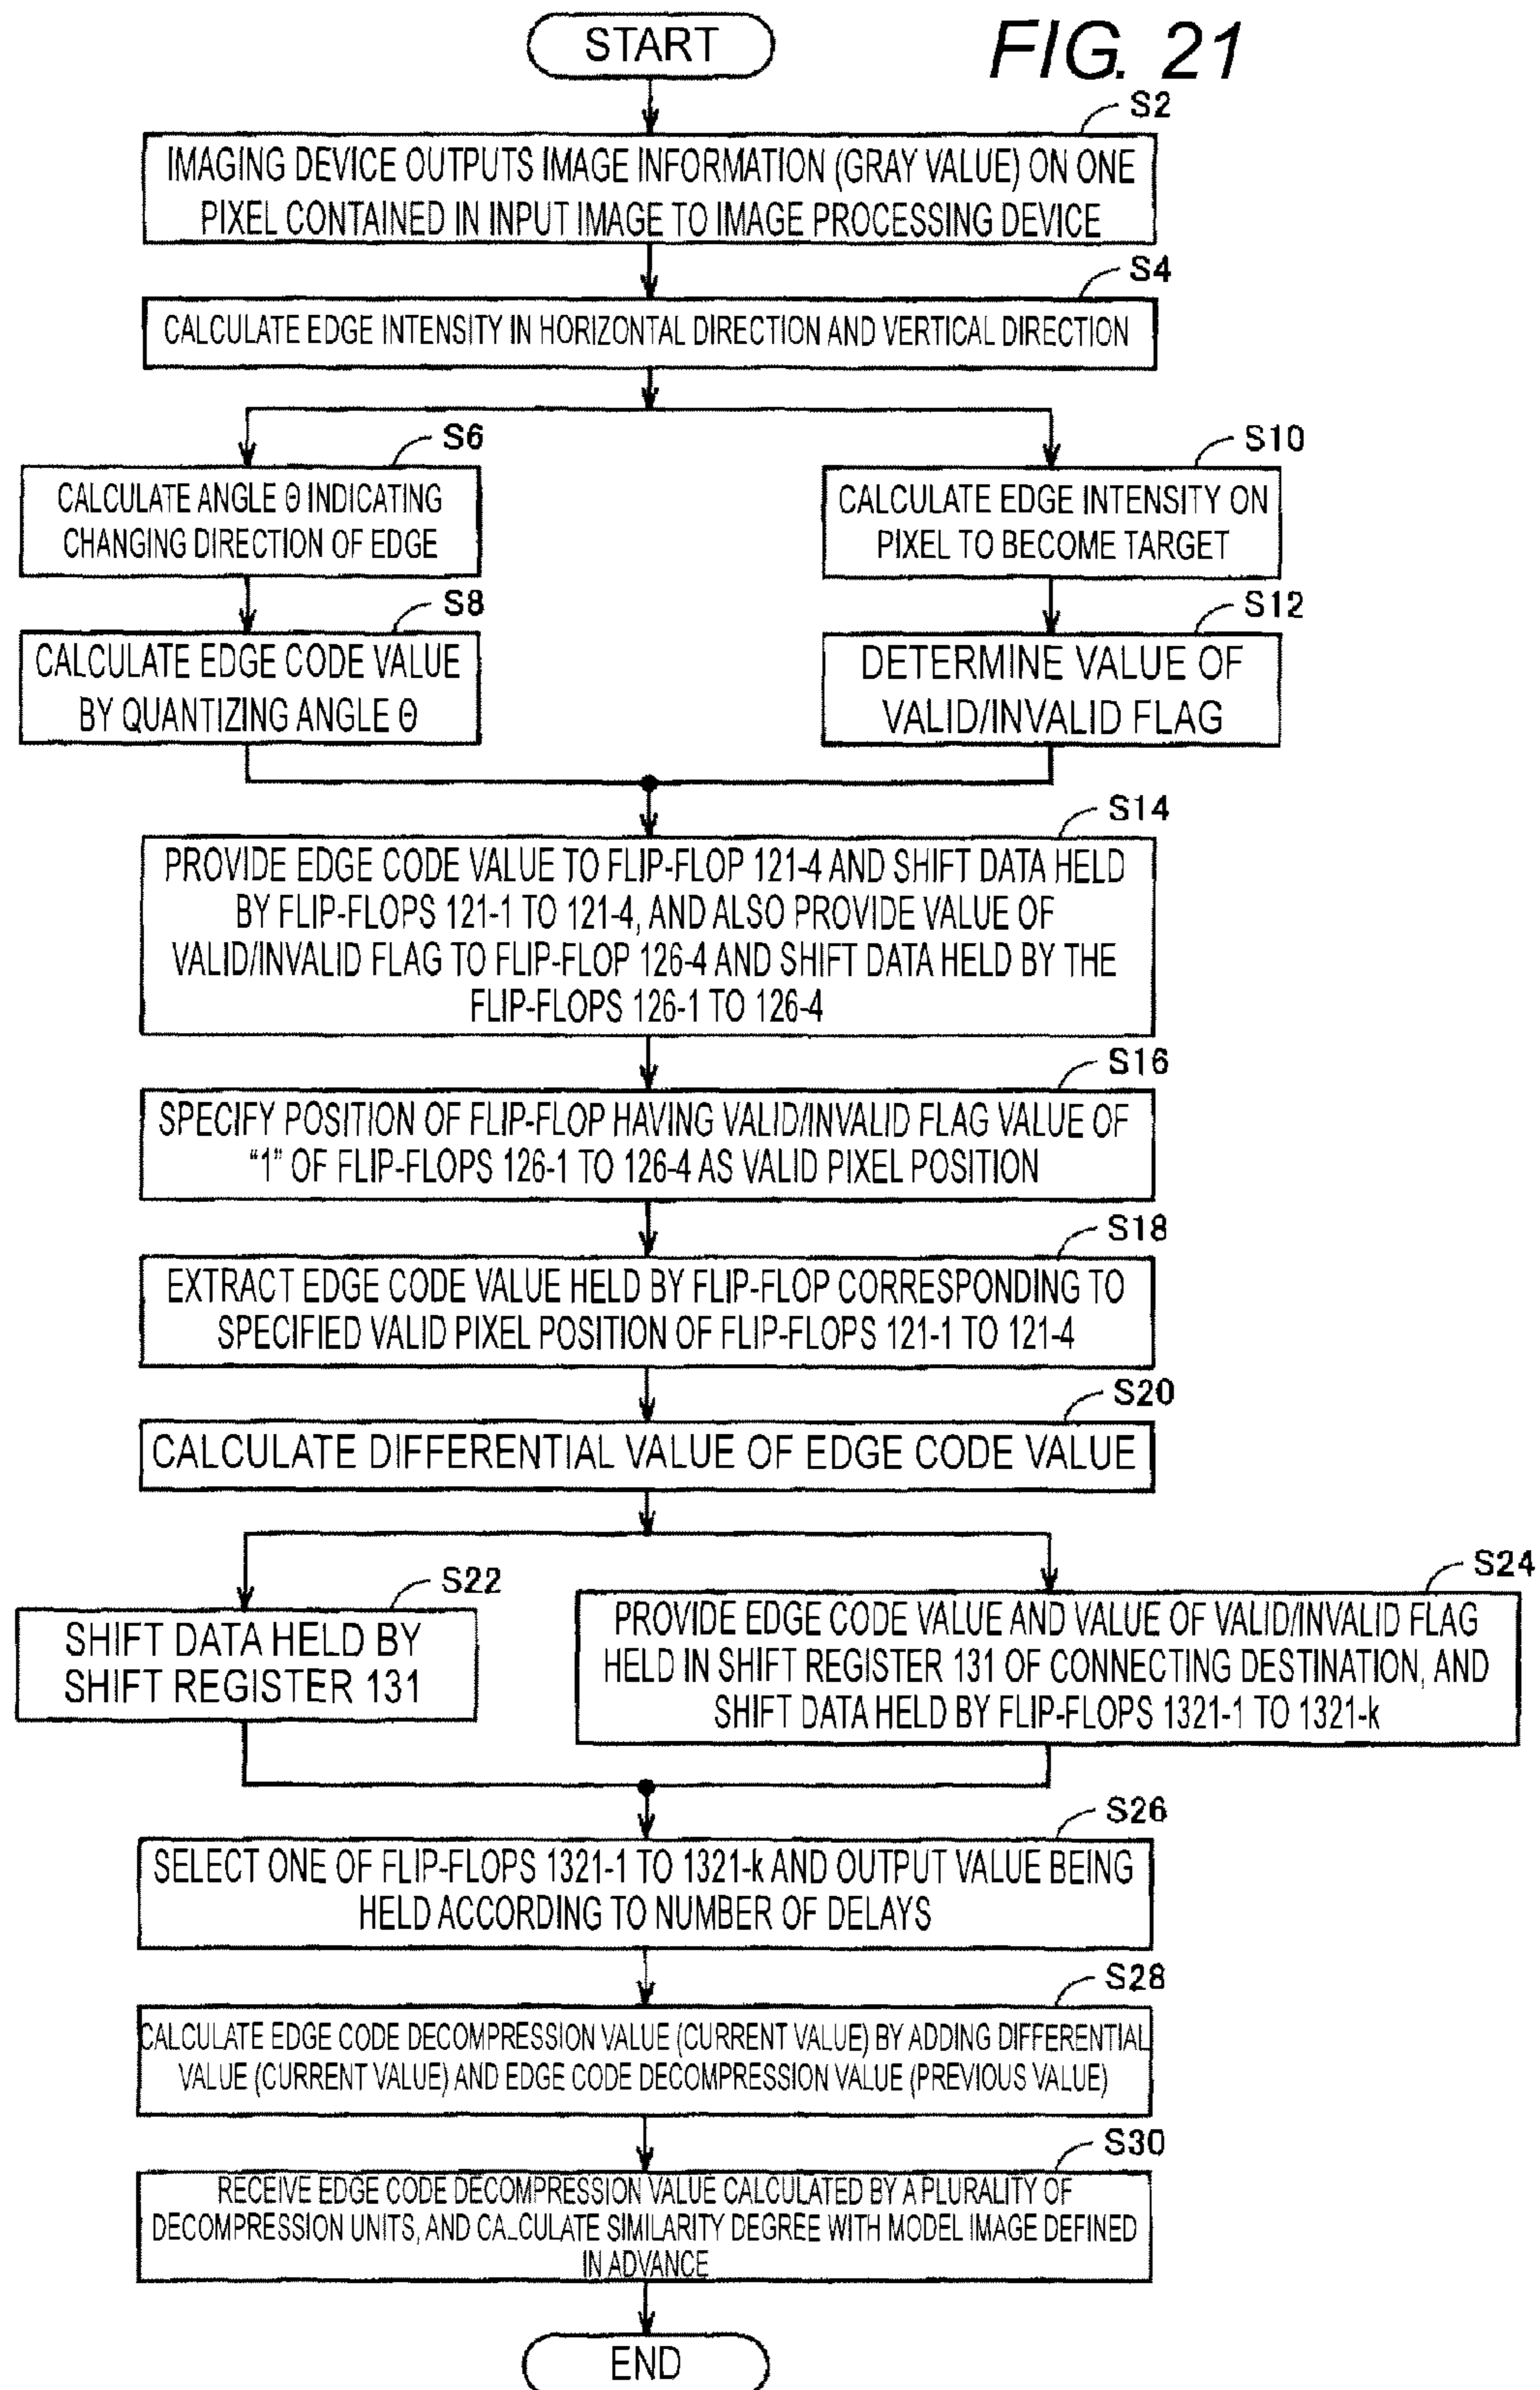 START
FIG. 21
S2
IMAGING DEVICE OUTPUTS IMAGE INFORMATION (GRAY VALUE) ON ONE
PIXEL CONTAINED IN INPUT IMAGE TO IMAGE PROCESSING DEVICE
S4
CALCULATE EDGE INTENSITY IN HORIZONTAL DIRECTION AND VERTICAL DIRECTION
S6
CALCULATE ANGLE Θ INDICATING
CHANGING DIRECTION OF EDGE
S10
CALCULATE EDGE INTENSITY ON
PIXEL TO BECOME TARGET
S8
CALCULATE EDGE CODE VALUE
BY QUANTIZING ANGLE Θ
S12
DETERMINE VALUE OF
VALID/INVALID FLAG
S14
PROVIDE EDGE CODE VALUE TO FLIP-FLOP 121-4 AND SHIFT DATA HELD
BY FLIP-FLOPS 121-1 TO 121-4, AND ALSO PROVIDE VALUE OF
VALID/INVALID FLAG TO FLIP-FLOP 126-4 AND SHIFT DATA HELD BY THE
FLIP-FLOPS 126-1 TO 126-4
S16
SPECIFY POSITION OF FLIP-FLOP HAVING VALID/INVALID FLAG VALUE OF
“1” OF FLIP-FLOPS 126-1 TO 126-4 AS VALID PIXEL POSITION
S18
EXTRACT EDGE CODE VALUE HELD BY FLIP-FLOP CORRESPONDING TO
SPECIFIED VALID PIXEL POSITION OF FLIP-FLOPS 121-1 TO 121-4
S20
CALCULATE DIFFERENTIAL VALUE OF EDGE CODE VALUE
S22
SHIFT DATA HELD BY
SHIFT REGISTER 131
S24
PROVIDE EDGE CODE VALUE AND VALUE OF VALID/INVALID FLAG
HELD IN SHIFT REGISTER 131 OF CONNECTING DESTINATION, AND
SHIFT DATA HELD BY FLIP-FLOPS 1321-1 TO 1321-k
S26
SELECT ONE OF FLIP-FLOPS 1321-1 TO 1321-k AND OUTPUT VALUE BEING
HELD ACCORDING TO NUMBER OF DELAYS
S28
CALCULATE EDGE CODE DECOMPRESSION VALUE (CURRENT VALUE) BY ADDING DIFFERENTIAL
VALUE (CURRENT VALUE) AND EDGE CODE DECOMPRESSION VALUE (PREVIOUS VALUE)
S30
RECEIVE EDGE CODE DECOMPRESSION VALUE CALCULATED BY A PLURALITY OF
DECOMPRESSION UNITS, AND CALCULATE SIMILARITY DEGREE WITH MODEL IMAGE DEFINED
IN ADVANCE
END